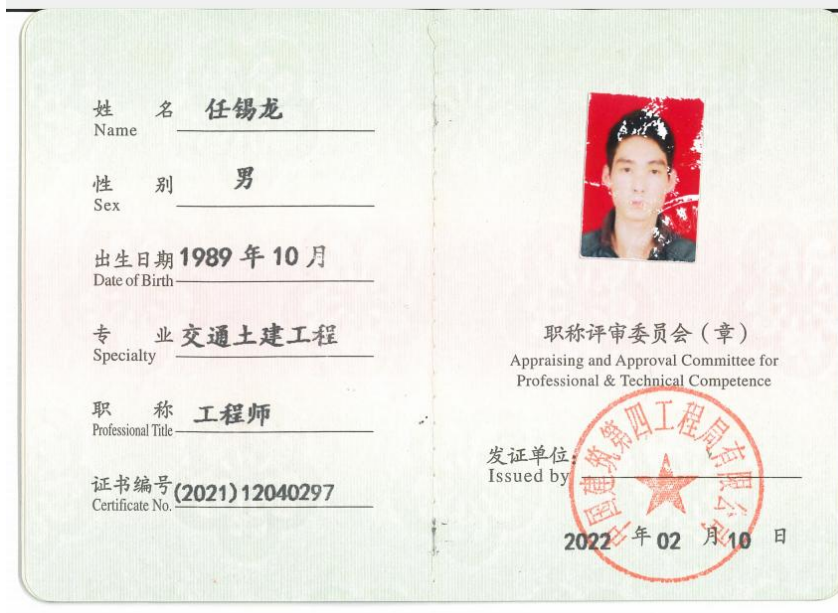 姓 名 任锡龙
Name
性 别 男
Sex
出生日期 1989 年 10 月
Date of Birth
专 业 交通土建工程
Specialty
职 称 工程师
Professional Title
证书编号 (2021)12040297
Certificate No.
职称评审委员会（章）
Appraising and Approval Committee for
Professional & Technical Competence
中国建筑第四工程局有限公司
发证单位:
Issued by
2022 年 02 月 10 日